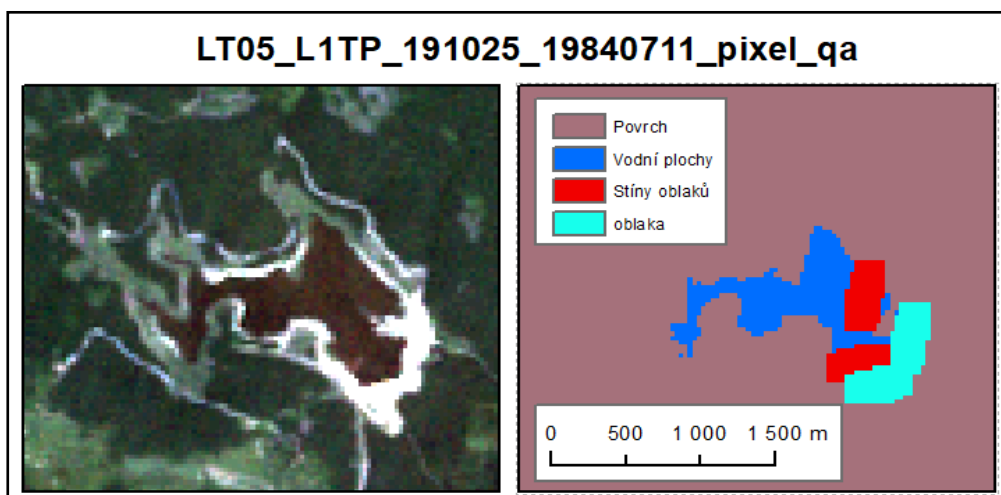 LT05_L1TP_191025_19840711_pixel_qa
Povrch
Vodní plochy
Stíny oblaků
oblaka
0 500 1 000 1 500 m